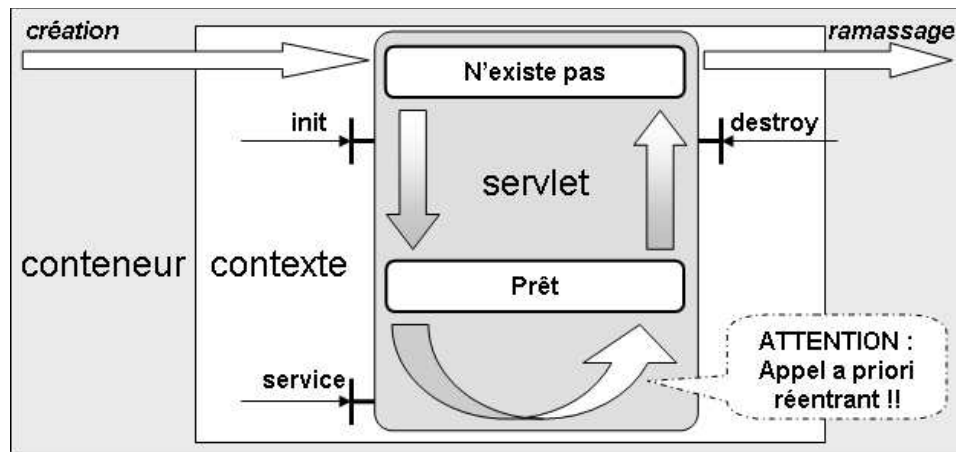 création
ramassage
N'existe pas
init
destroy
servlet
conteneur
contexte
Prêt
service
ATTENTION :
Appel a priori
réentrant !!